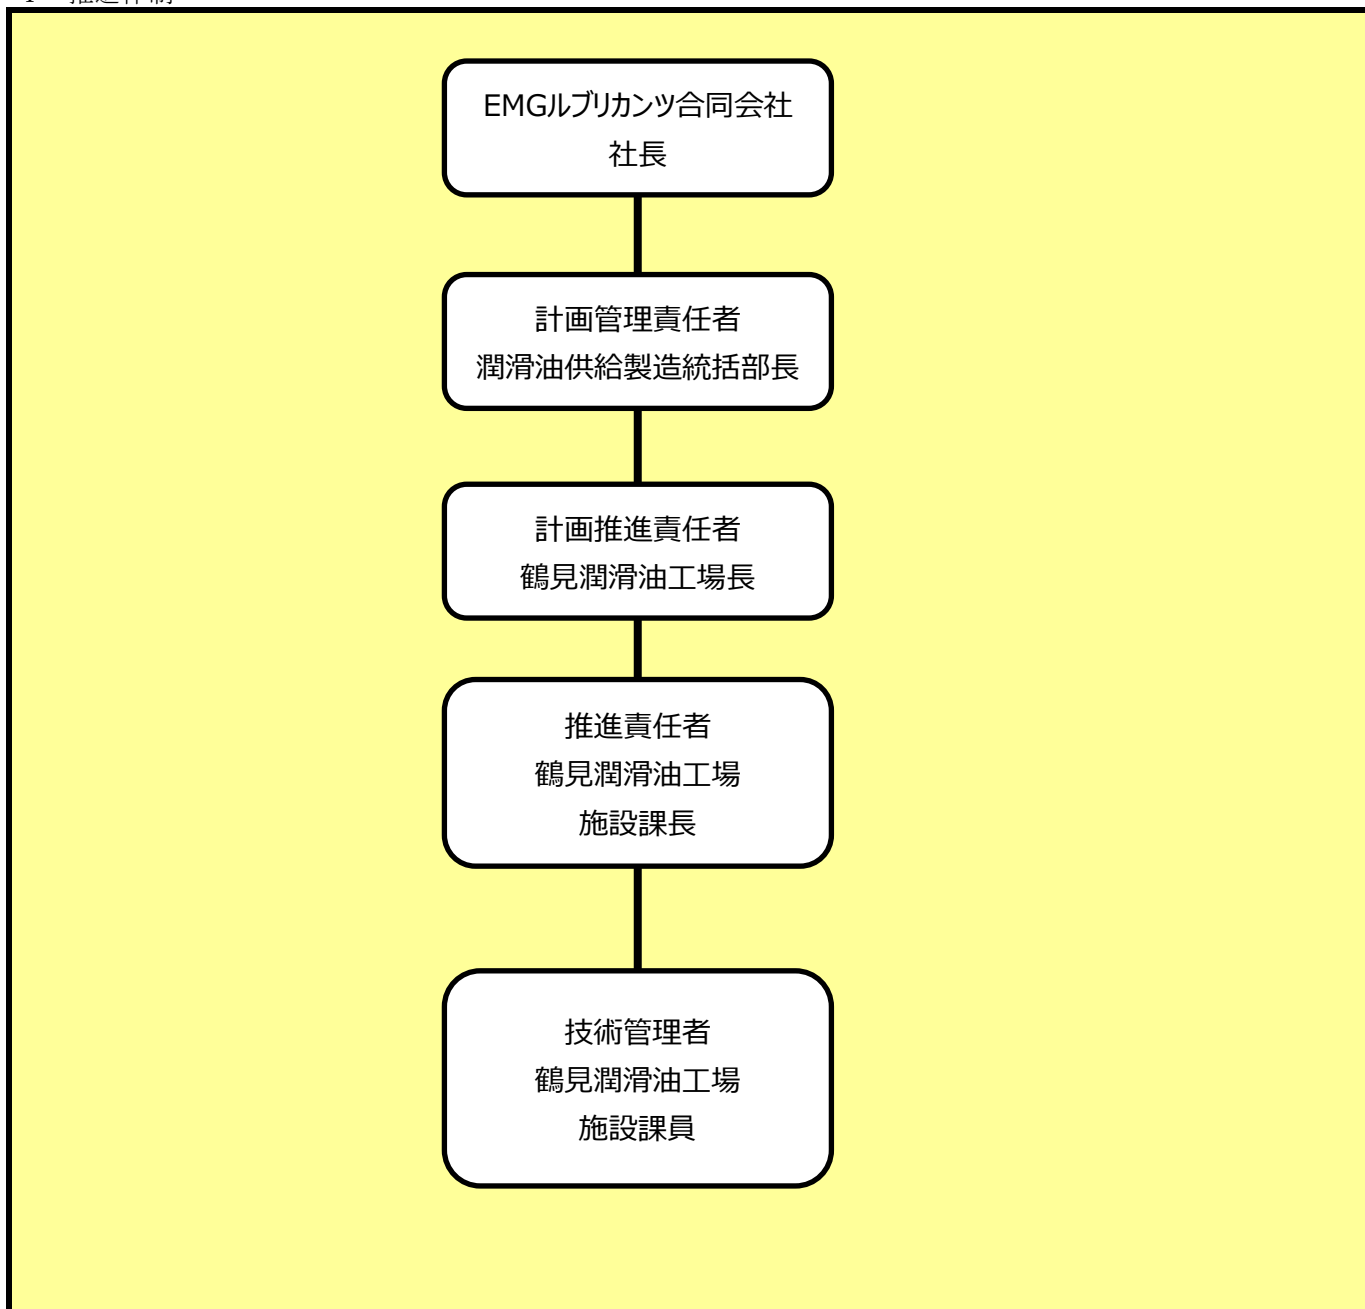 推進体制
EMGルブリカンツ合同会社
社長
計画管理責任者
潤滑油供給製造統括部長
計画推進責任者
鶴見潤滑油工場長
推進責任者
鶴見潤滑油工場
施設課長
技術管理者
鶴見潤滑油工場
施設課員